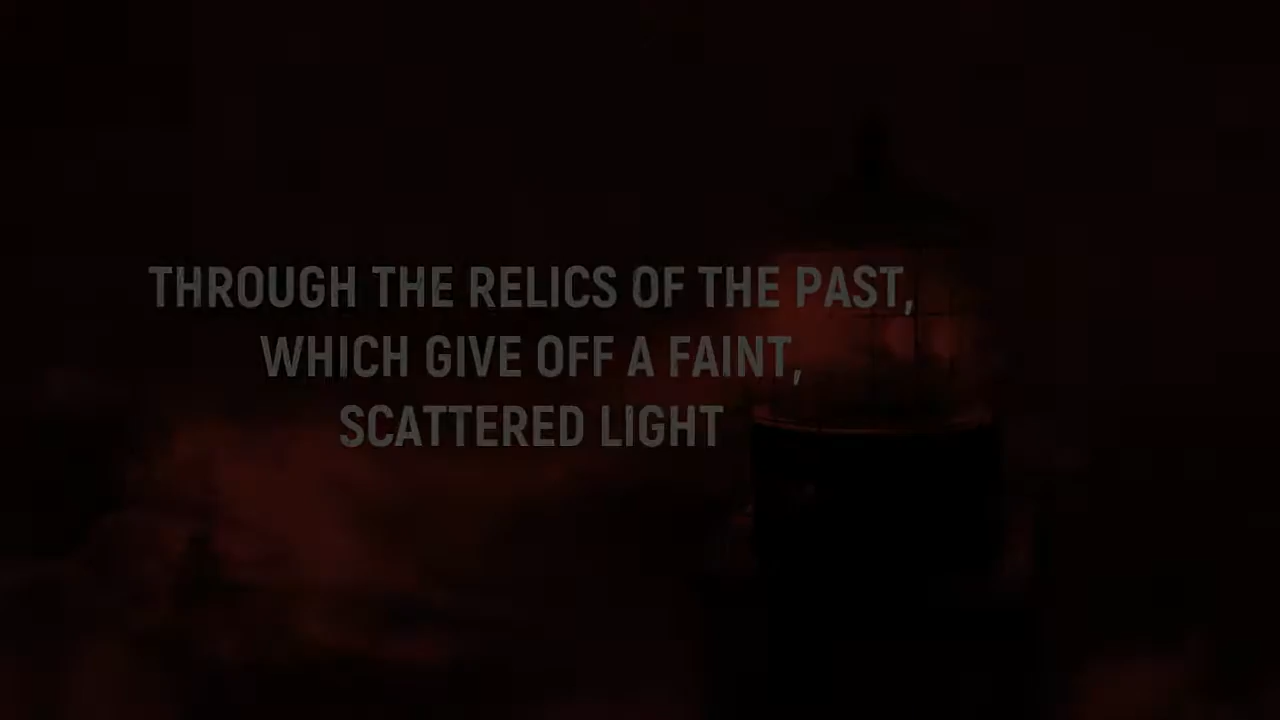 THROUGH THE RELICS OF THE PAST,
WHICH GIVE OFF A FAINT,
SCATTERED LIGHT